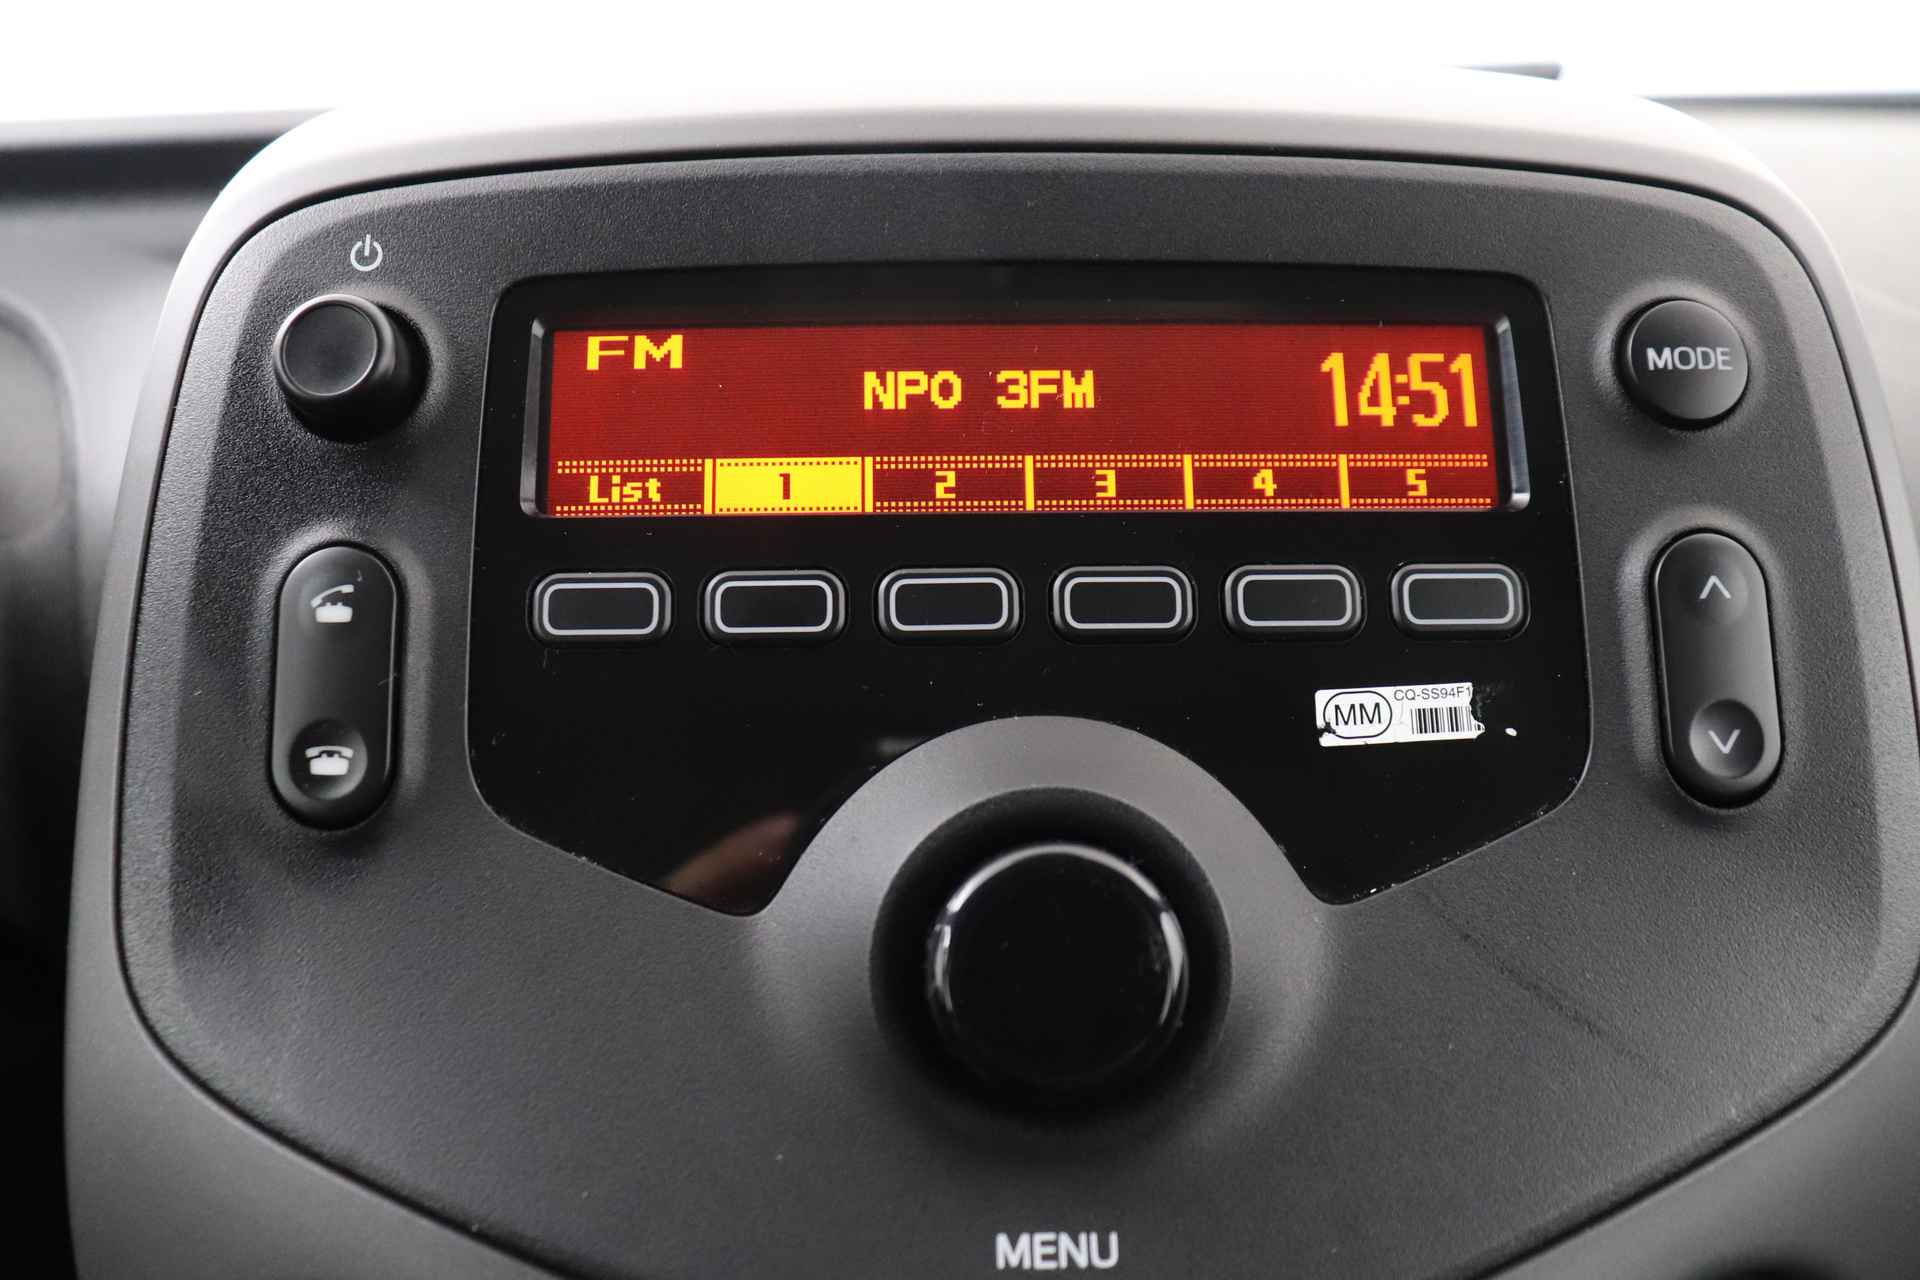 FM
NPO 3FM
14:51
List 1 2 3 4 5
MODE
CQ-SS94F1
MM
MENU